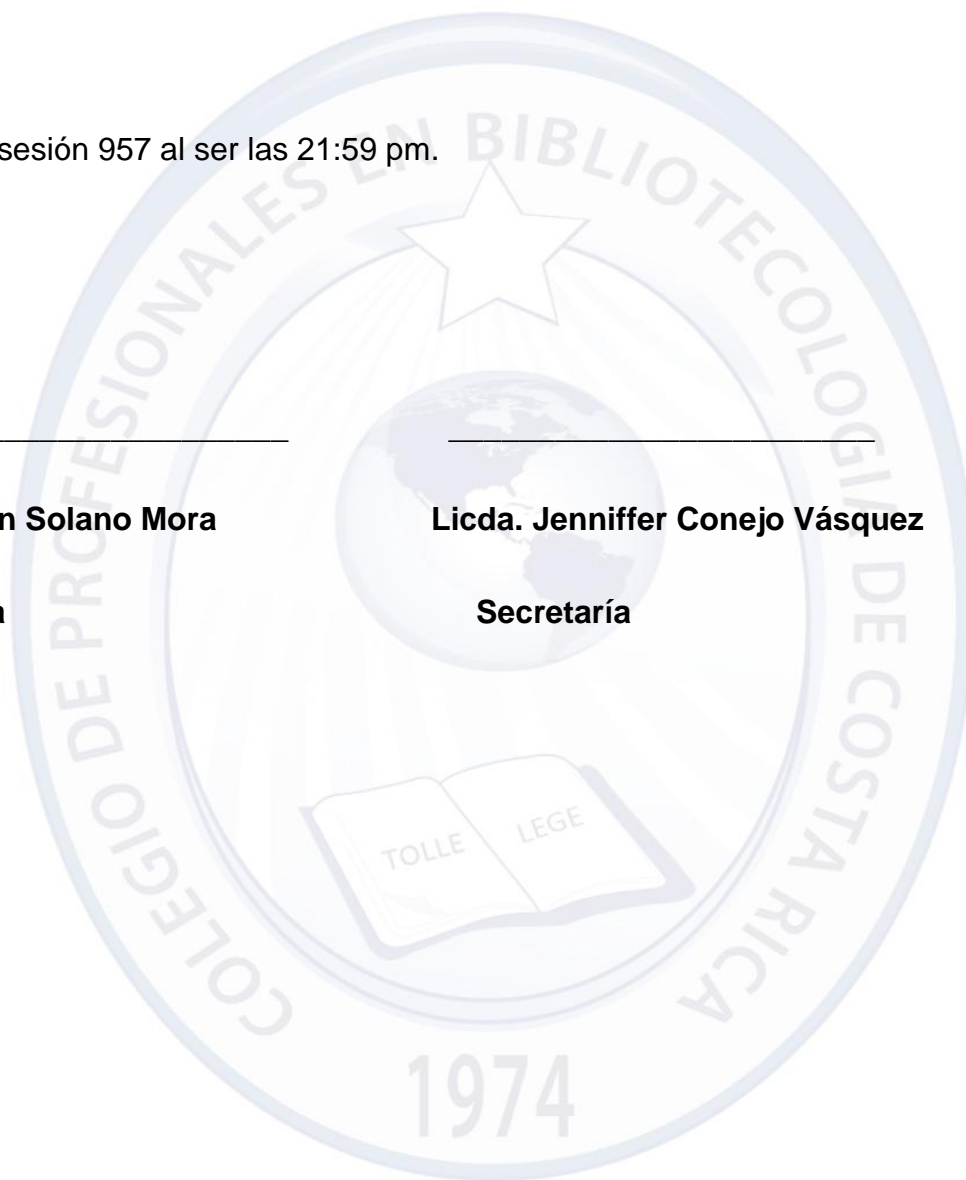 sesión 957 al ser las 21:59 pm.
COLEGIO DE PROFESIONALES EN BIBLIOTECOLOGIA DE COSTA RICA
n Solano Mora Licda. Jenniffer Conejo Vásquez
a Secretaría
TOLLE LEGE
1974